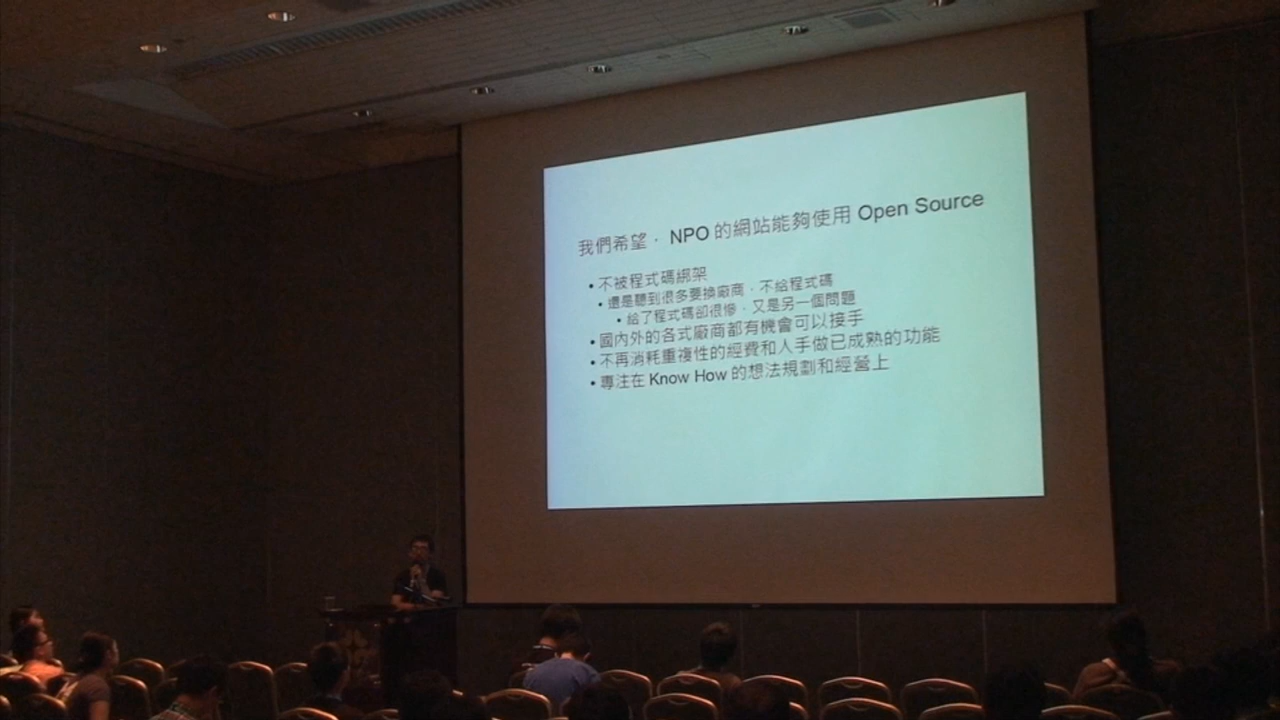 我們希望，NPO 的網站能夠使用 Open Source
• 不被程式碼綁架
• 還是聽到很多要換廠商，不給程式碼
• 給了程式碼卻很慘，又是另一個問題
• 國內外的各式廠商都有機會可以接手
• 不再消耗重複性的經費和人手做已成熟的功能
• 專注在 Know How 的想法規劃和經營上